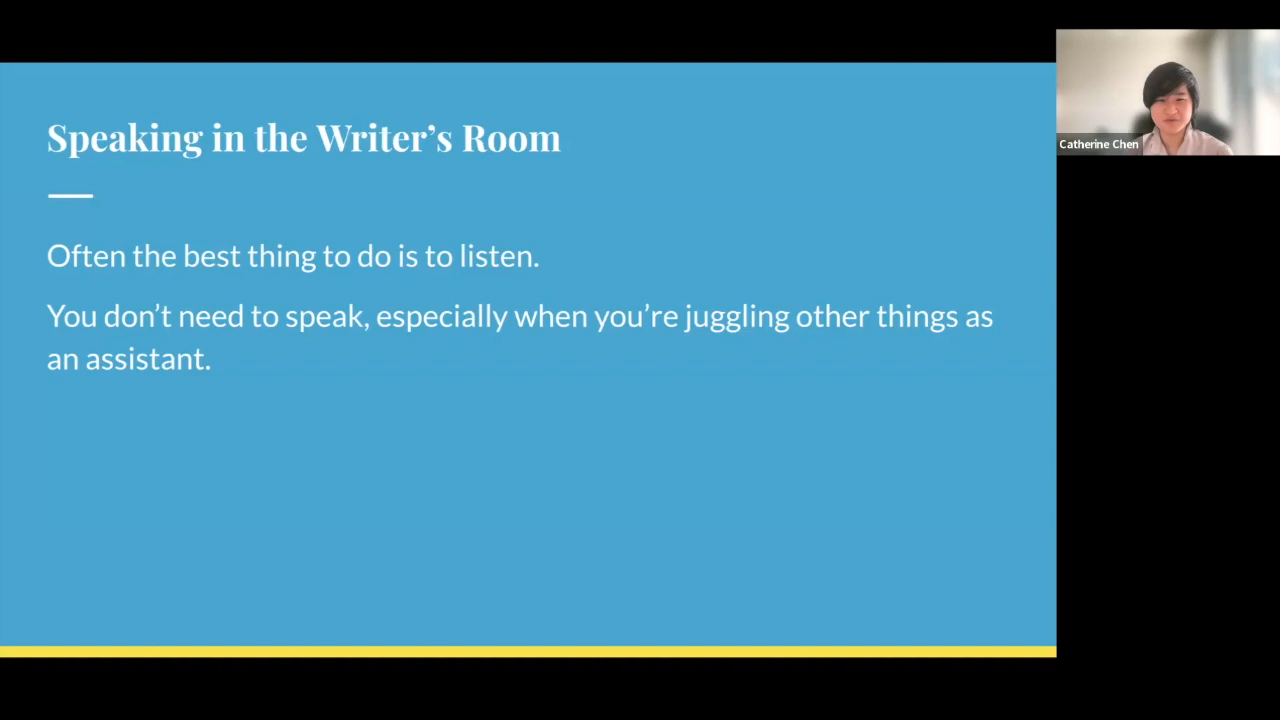 Speaking in the Writer’s Room
Often the best thing to do is to listen.
You don’t need to speak, especially when you’re juggling other things as
an assistant.
Catherine Chen